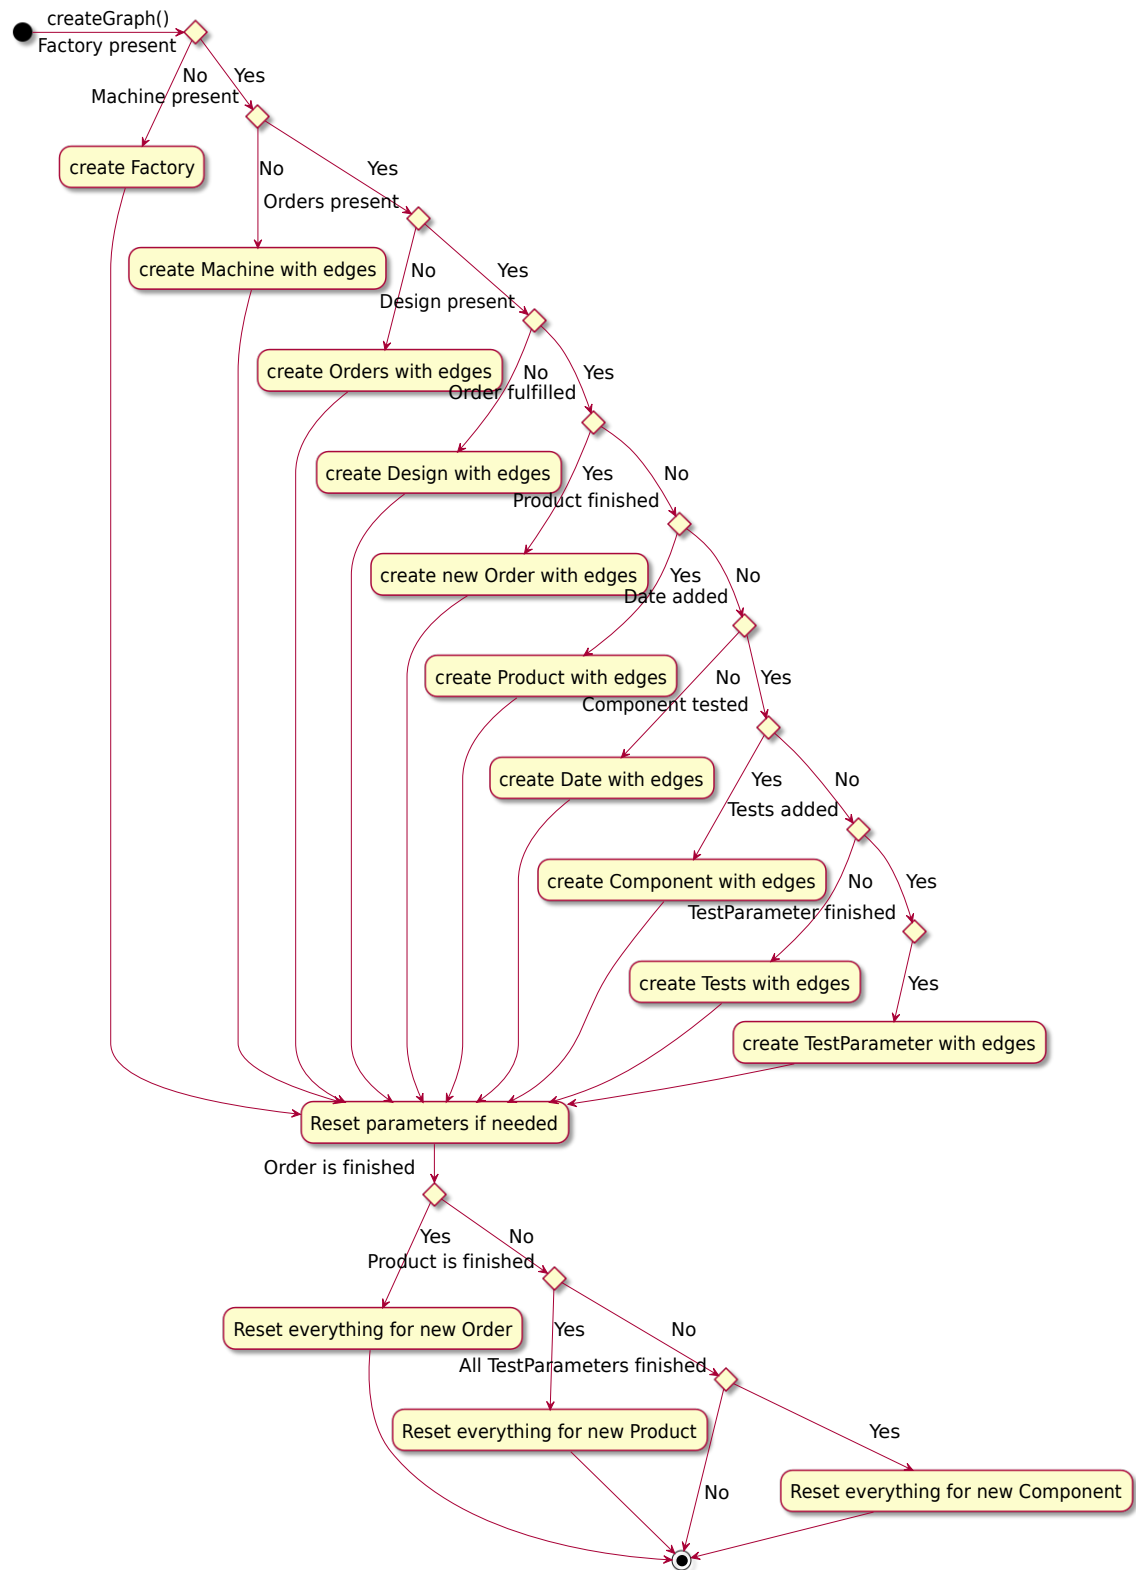 createGraph()
Factory present
No
Yes
Machine present
create Factory
No
Yes
Orders present
create Machine with edges
No
Yes
Design present
create Orders with edges
No
Yes
Order fulfilled
create Design with edges
Yes
No
Product finished
create new Order with edges
Yes
No
Date added
create Product with edges
No
Yes
Component tested
create Date with edges
Yes
No
Tests added
create Component with edges
No
Yes
TestParameter finished
create Tests with edges
Yes
create TestParameter with edges
Reset parameters if needed
Order is finished
Yes
No
Product is finished
Reset everything for new Order
Yes
No
All TestParameters finished
Reset everything for new Product
Yes
No
Reset everything for new Component